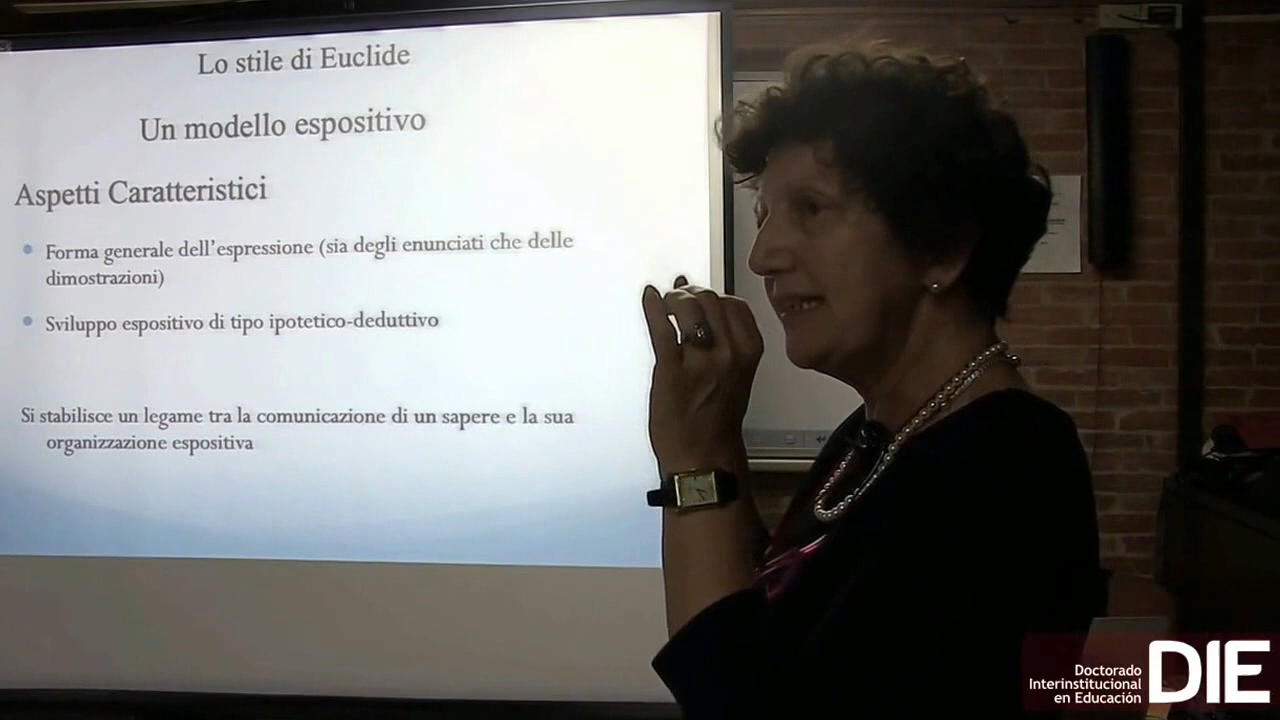 Lo stile di Euclide
Un modello espositivo
Aspetti Caratteristici
Forma generale dell'espressione (sia degli enunciati che delle
dimostrazioni)
Sviluppo espositivo di tipo ipotetico-deduttivo
Si stabilisce un legame tra la comunicazione di un sapere e la sua
organizzazione espositiva
Doctorado
Interinstitucional
en Educación
DIE